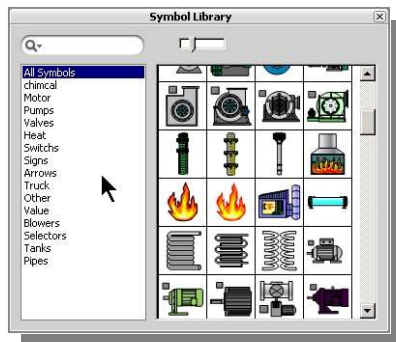 Symbol Library
All Symbols
chimcal
Motor
Pumps
Valves
Heat
Switchs
Signs
Arrows
Truck
Other
Value
Blowers
Selectors
Tanks
Pipes